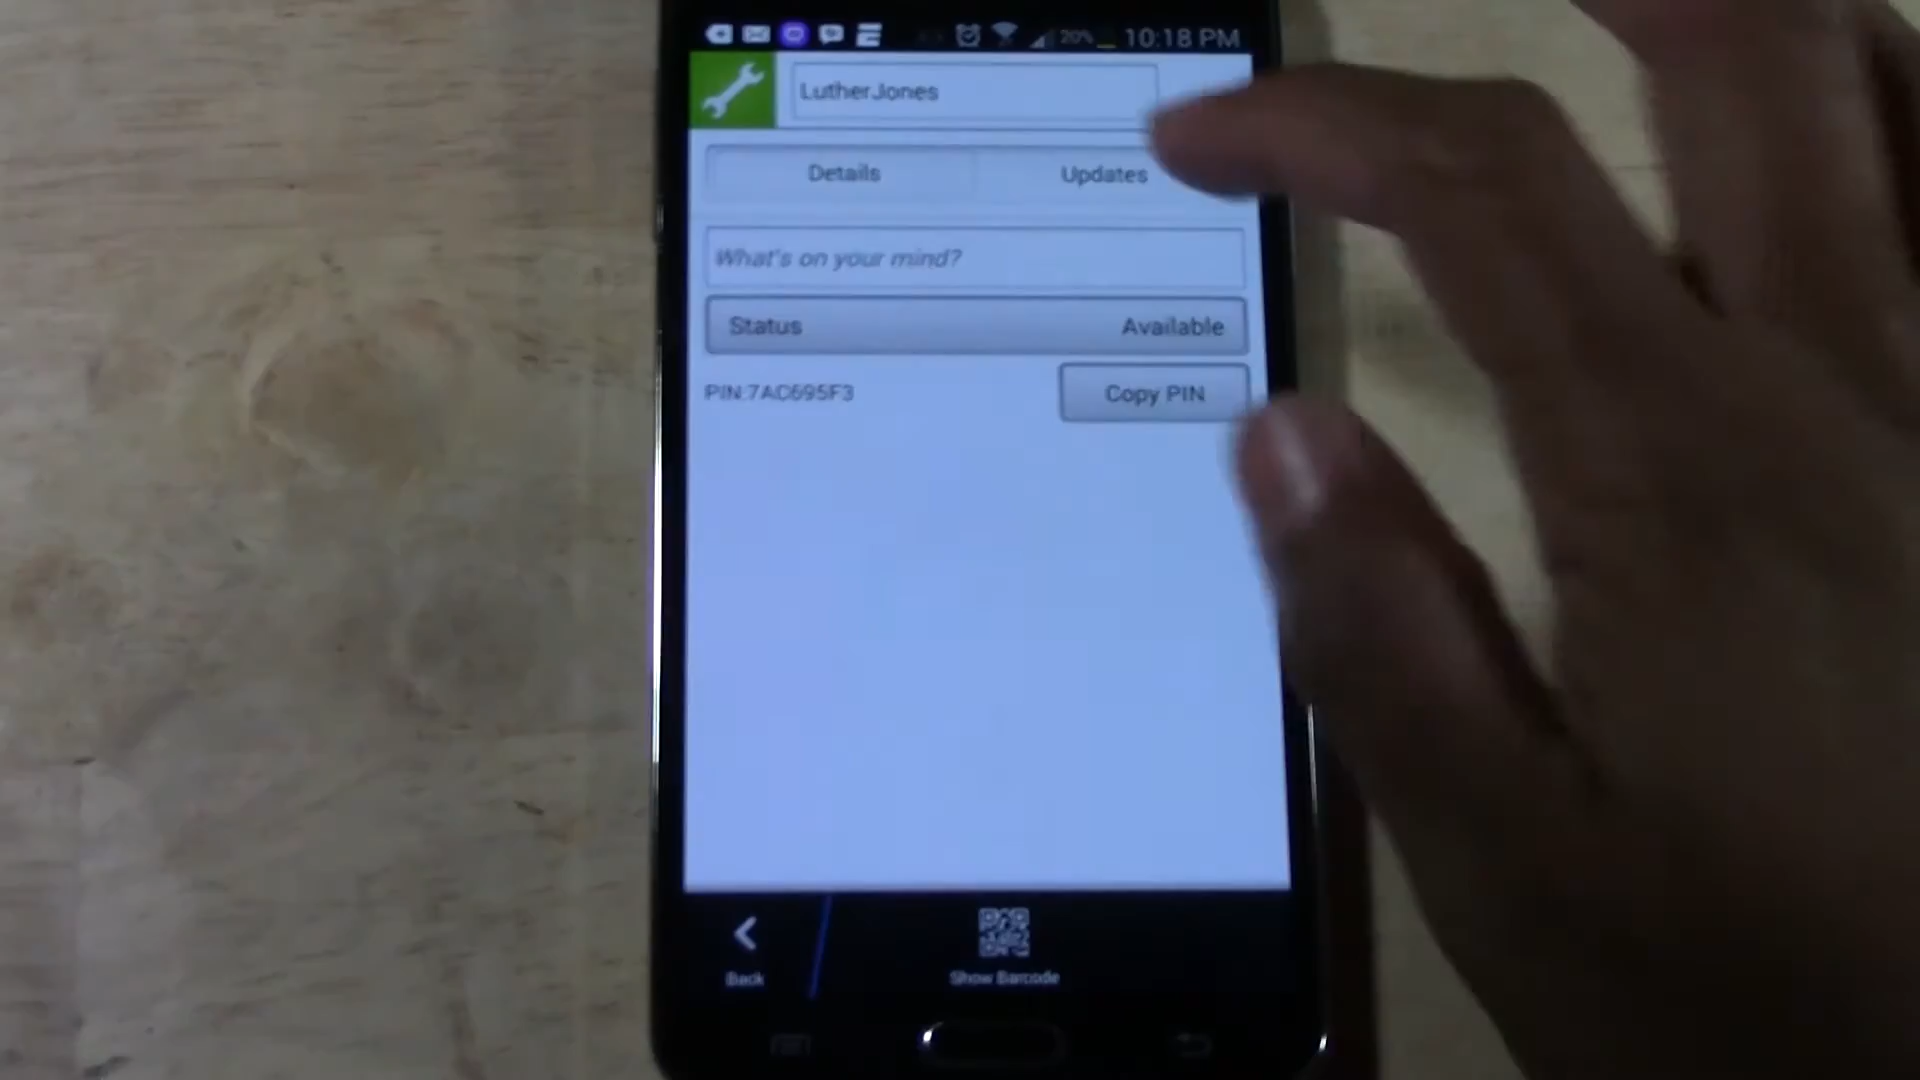 20% 10:18 PM
LutherJones
Details Updates
What's on your mind?
Status Available
PIN:7AC695F3 Copy PIN
Back Show Barcode